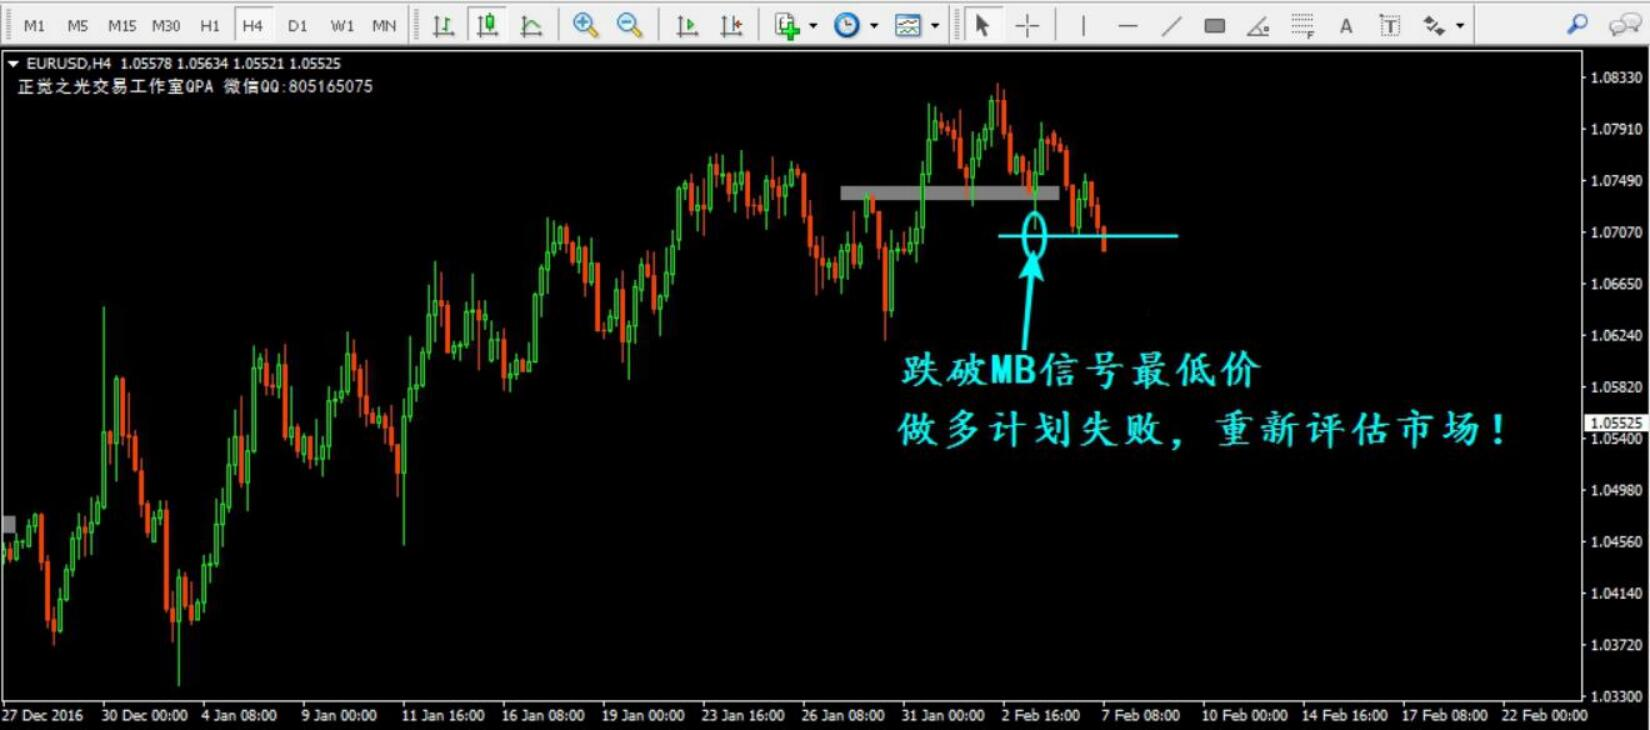 M1 M5 M15 M30 H1 H4 D1 W1 MN
A T
EURUSD,H4 1.05578 1.05634 1.05521 1.05525
正觉之光交易工作室QPA 微信QQ:805165075
1.08330
1.07910
1.07490
1.07070
1.06650
1.06240
跌破MB信号最低价
1.05820
做多计划失败，重新评估市场！
1.05525
1.05400
1.04980
1.04560
1.04140
1.03720
1.03300
27 Dec 2016 30 Dec 00:00 4 Jan 08:00 9 Jan 00:00 11 Jan 16:00 16 Jan 08:00 19 Jan 00:00 23 Jan 16:00 26 Jan 08:00 31 Jan 00:00 2 Feb 16:00 7 Feb 08:00 10 Feb 00:00 14 Feb 16:00 17 Feb 08:00 22 Feb 00:00